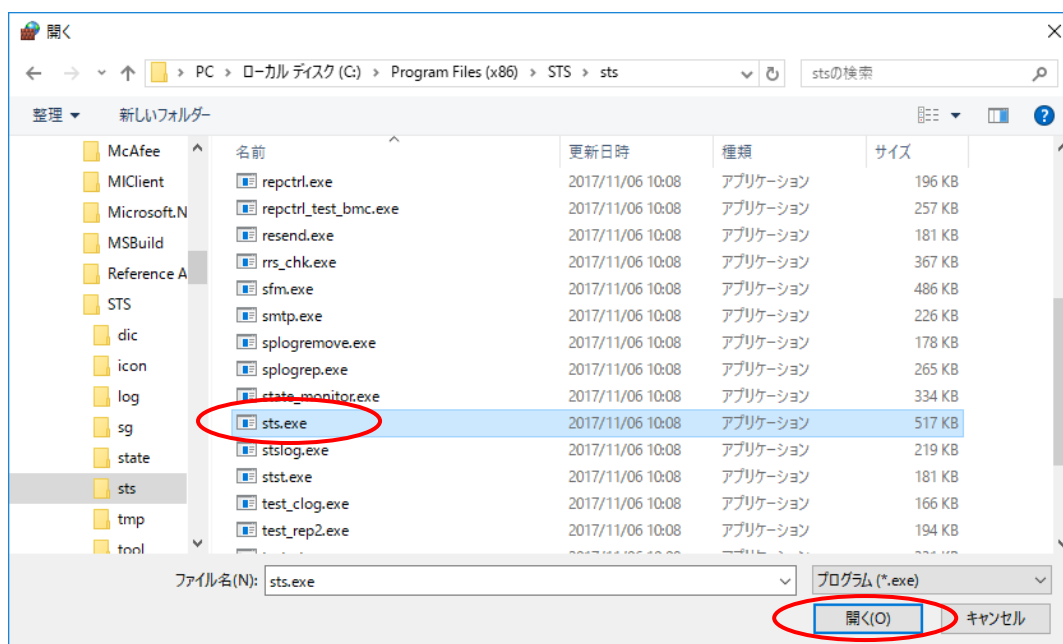 開く
PC > ローカル ディスク (C:) > Program Files (x86) > STS > sts
stsの検索
整理
新しいフォルダー
?
McAfee
MIClient
Microsoft.N
MSBuild
Reference A
STS
dic
icon
log
sg
state
sts
tmp
tool
名前 更新日時 種類 サイズ
repctrl.exe 2017/11/06 10:08 アプリケーション 196 KB
repctrl_test_bmc.exe 2017/11/06 10:08 アプリケーション 257 KB
resend.exe 2017/11/06 10:08 アプリケーション 181 KB
rrs_chk.exe 2017/11/06 10:08 アプリケーション 367 KB
sfm.exe 2017/11/06 10:08 アプリケーション 486 KB
smtp.exe 2017/11/06 10:08 アプリケーション 226 KB
splogremove.exe 2017/11/06 10:08 アプリケーション 178 KB
splogrep.exe 2017/11/06 10:08 アプリケーション 265 KB
state_monitor.exe 2017/11/06 10:08 アプリケーション 334 KB
sts.exe 2017/11/06 10:08 アプリケーション 517 KB
stslog.exe 2017/11/06 10:08 アプリケーション 219 KB
stst.exe 2017/11/06 10:08 アプリケーション 181 KB
test_clog.exe 2017/11/06 10:08 アプリケーション 166 KB
test_rep2.exe 2017/11/06 10:08 アプリケーション 194 KB
ファイル名(N): sts.exe
プログラム (*.exe)
開く(O)
キャンセル